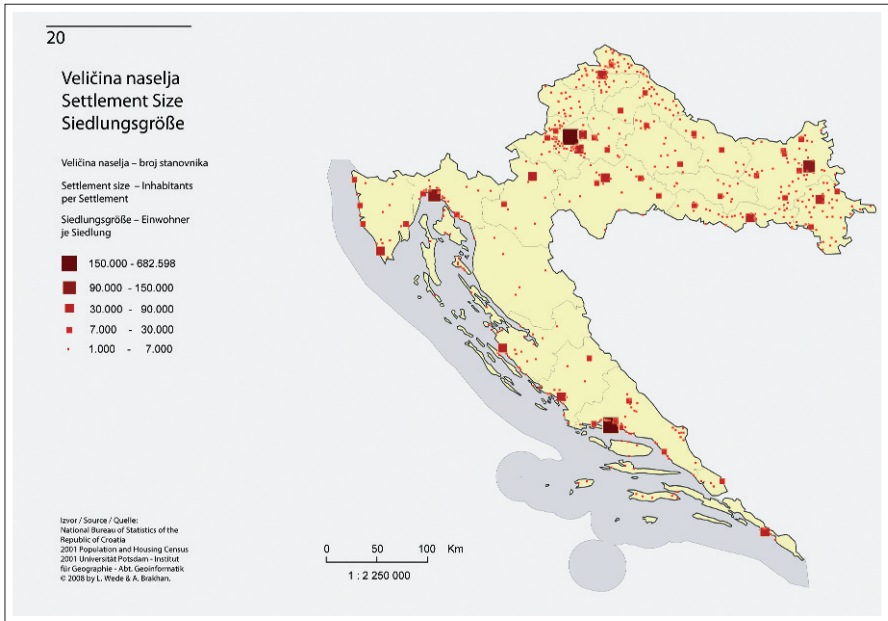 20
Veličina naselja
Settlement Size
Siedlungsgröße
Veličina naselja – broj stanovnika
Settlement size – Inhabitants
per Settlement
Siedlungsgröße – Einwohner
je Siedlung
150.000 - 682.598
90.000 - 150.000
30.000 - 90.000
7.000 - 30.000
1.000 - 7.000
Izvor / Source / Quelle:
National Bureau of Statistics of the
Republic of Croatia
2001 Population and Housing Census
2001 Universität Potsdam - Institut
für Geographie - Abt. Geoinformatik
© 2008 by L. Wede & A. Brakhan.
0 50 100 Km
1 : 2 250 000